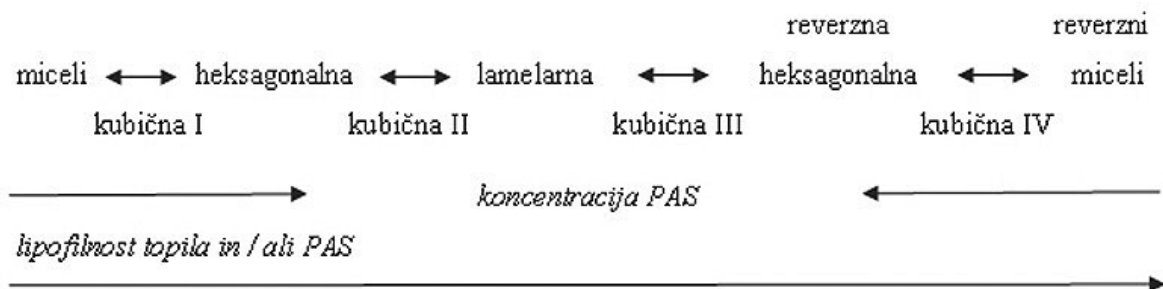 reverzna reverzni
miceli heksagonalna lamelarna heksagonalna miceli
kubična I kubična II kubična III kubična IV
koncentracija PAS
lipofilnost topila in / ali PAS